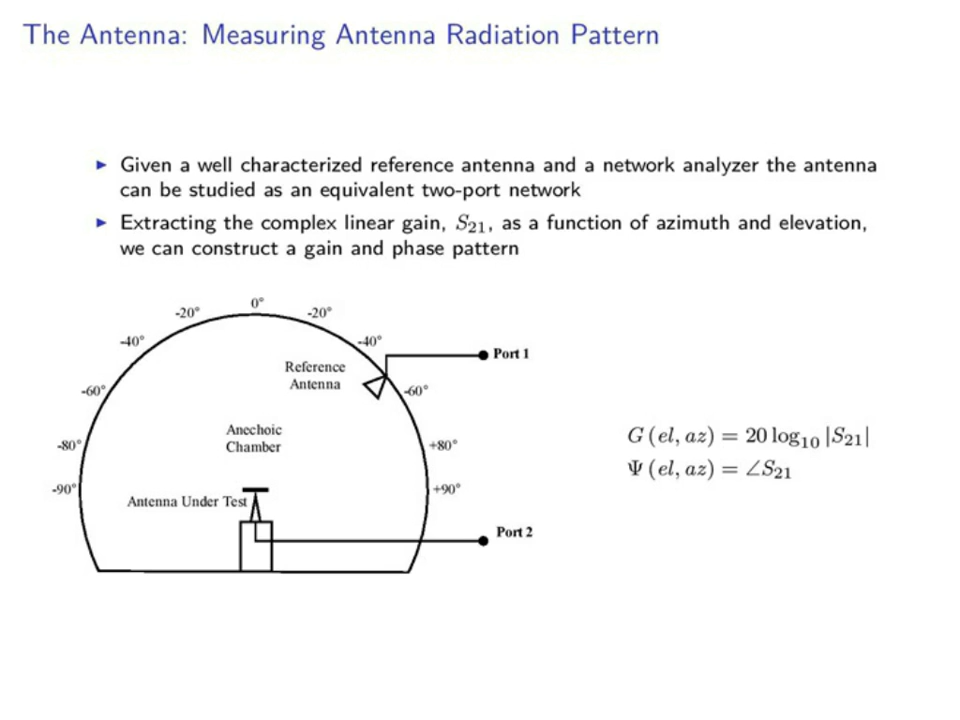 The Antenna: Measuring Antenna Radiation Pattern
▶ Given a well characterized reference antenna and a network analyzer the antenna
can be studied as an equivalent two-port network
▶ Extracting the complex linear gain, S₂₁, as a function of azimuth and elevation,
we can construct a gain and phase pattern
0°
-20°
-20°
-40°
-40°
Port 1
Reference
Antenna
-60°
-60°
Anechoic
Chamber
-80°
+80°
-90°
+90°
Antenna Under Test
Port 2
G (el, az) = 20 log₁₀ |S₂₁|
Ψ (el, az) = ∠S₂₁